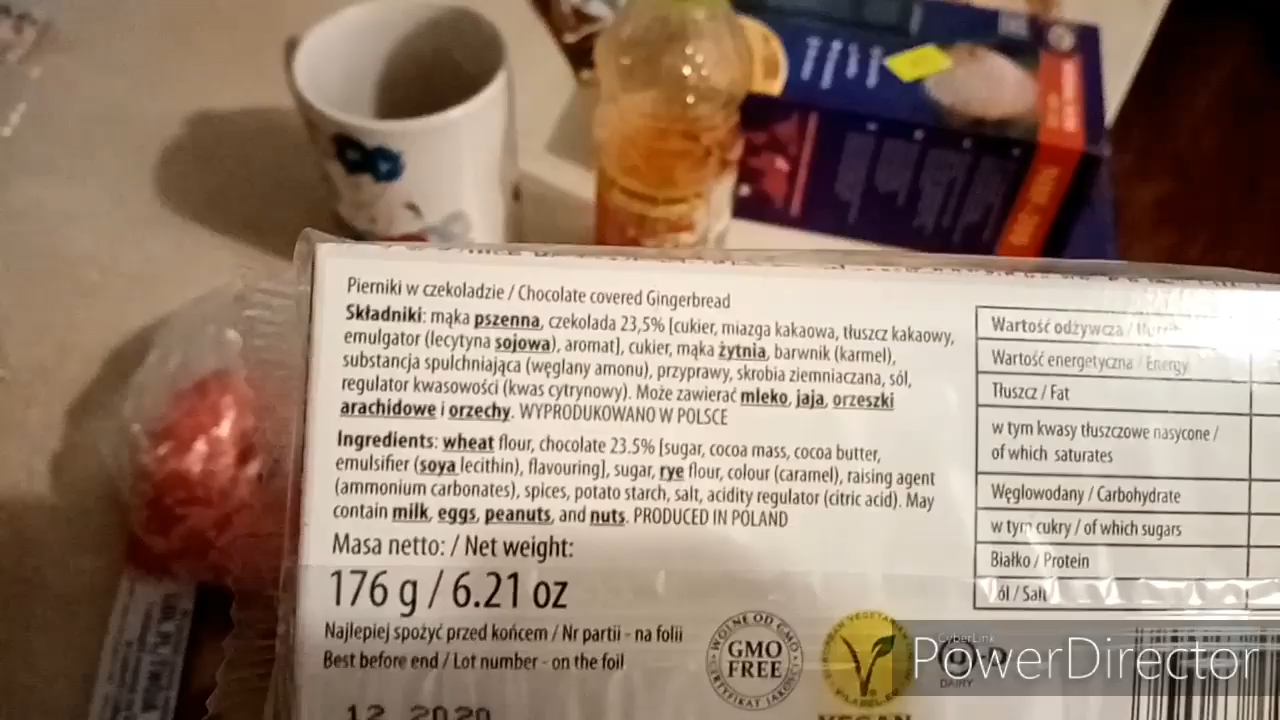 Pierniki w czekoladzie / Chocolate covered Gingerbread
Składniki: mąka pszenna, czekolada 23,5% [cukier, miazga kakaowa, tłuszcz kakaowy,
emulgator (lecytyna sojowa), aromat], cukier, mąka żytnia, barwnik (karmel),
substancja spulchniająca (węglany amonu), przyprawy, skrobia ziemniaczana, sól,
regulator kwasowości (kwas cytrynowy). Może zawierać mleko, jaja, orzeszki
arachidowe i orzechy. WYPRODUKOWANO W POLSCE
Ingredients: wheat flour, chocolate 23.5% [sugar, cocoa mass, cocoa butter,
emulsifier (soya lecithin), flavouring], sugar, rye flour, colour (caramel), raising agent
(ammonium carbonates), spices, potato starch, salt, acidity regulator (citric acid). May
contain milk, eggs, peanuts, and nuts. PRODUCED IN POLAND
Masa netto: / Net weight:
176 g / 6.21 oz
Najlepiej spożyć przed końcem / Nr partii - na folii
Best before end / Lot number - on the foil
12 2020
Wartość odżywcza /
Wartość energetyczna / Energy
Tłuszcz / Fat
w tym kwasy tłuszczowe nasycone /
of which saturates
Węglowodany / Carbohydrate
w tym cukry / of which sugars
Białko / Protein
/ Salt
WOLNE OD GMO
GMO
FREE
CERTYFIKAT JAKOŚCI
VEGAN
DAIRY
CyberLink
PowerDirector